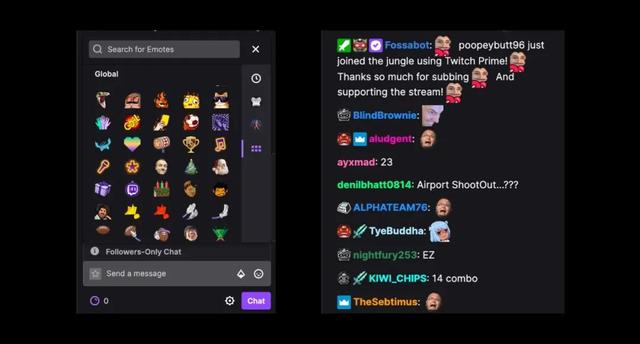 Search for Emotes
Global
Followers-Only Chat
Send a message
0
Chat
Fossabot: poopeybutt96 just
joined the jungle using Twitch Prime!
Thanks so much for subbing And
supporting the stream!
BlindBrownie:
aludgent:
ayxmad: 23
denilbhatt0814: Airport ShootOut...???
ALPHATEAM76:
TyeBuddha:
nightfury253: EZ
KIWI_CHIPS: 14 combo
TheSebtimus: